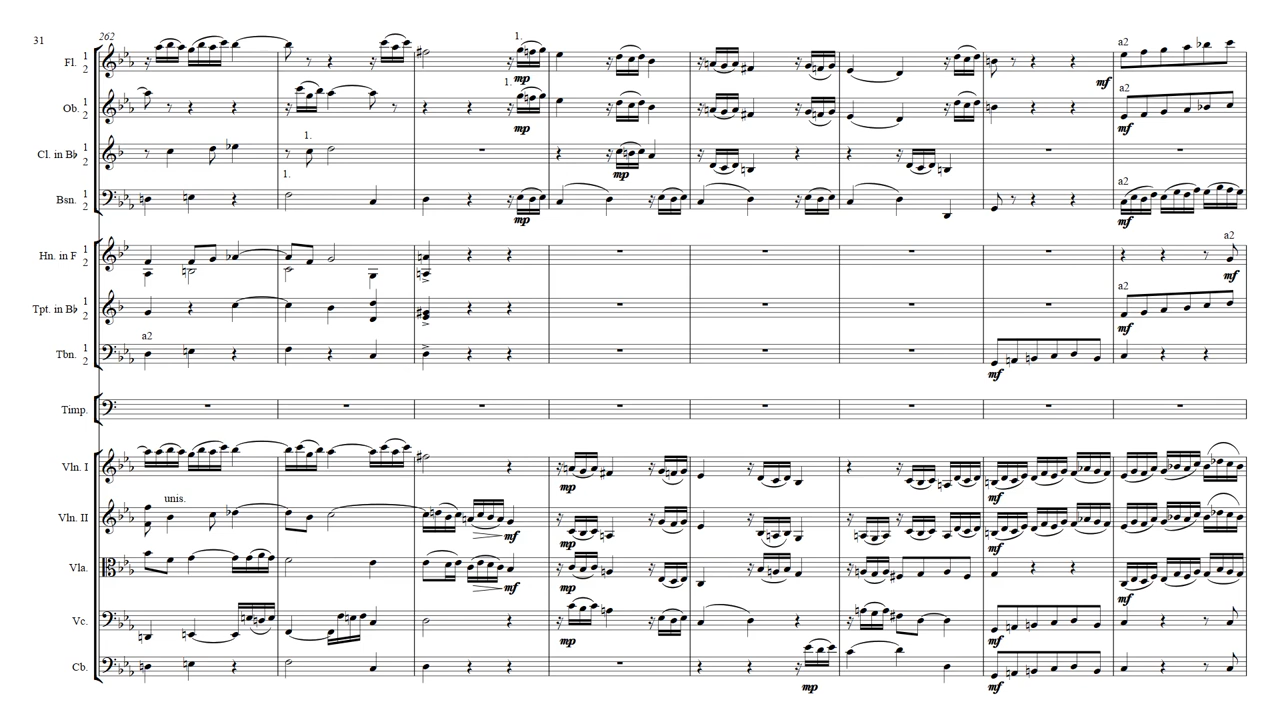 31
262
1.
a2
Fl. 1 2
mp
mf
1.
a2
Ob. 1 2
mp
mf
1.
Cl. in B♭ 1 2
mp
1.
a2
Bsn. 1 2
mp
mf
a2
Hn. in F 1 2
mf
a2
Tpt. in B♭ 1 2
mf
a2
Tbn. 1 2
mf
Timp.
Vln. I
mp
mf
unis.
Vln. II
mf
mp
mf
Vla.
mf
mp
mf
Vc.
mp
mf
Cb.
mp
mf